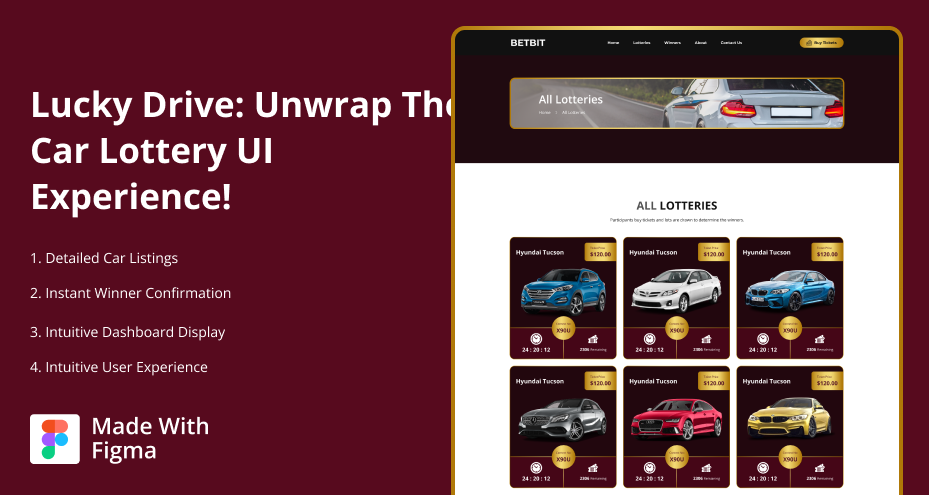 Lucky Drive: Unwrap The
Car Lottery UI
Experience!
1. Detailed Car Listings
2. Instant Winner Confirmation
3. Intuitive Dashboard Display
4. Intuitive User Experience
Made With
Figma
BETBIT
Home Lotteries Winners About Contact Us
Buy Tickets
All Lotteries
Home All Lotteries
ALL LOTTERIES
Participants buy tickets and lots are drawn to determine the winners.
Hyundai Tucson
Ticket Price
$120.00
X90U
24 : 20 : 12
2306 Remaining
Hyundai Tucson
Ticket Price
$120.00
X90U
24 : 20 : 12
2306 Remaining
Hyundai Tucson
Ticket Price
$120.00
X90U
24 : 20 : 12
2306 Remaining
Hyundai Tucson
Ticket Price
$120.00
X90U
24 : 20 : 12
2306 Remaining
Hyundai Tucson
Ticket Price
$120.00
X90U
24 : 20 : 12
2306 Remaining
Hyundai Tucson
Ticket Price
$120.00
X90U
24 : 20 : 12
2306 Remaining